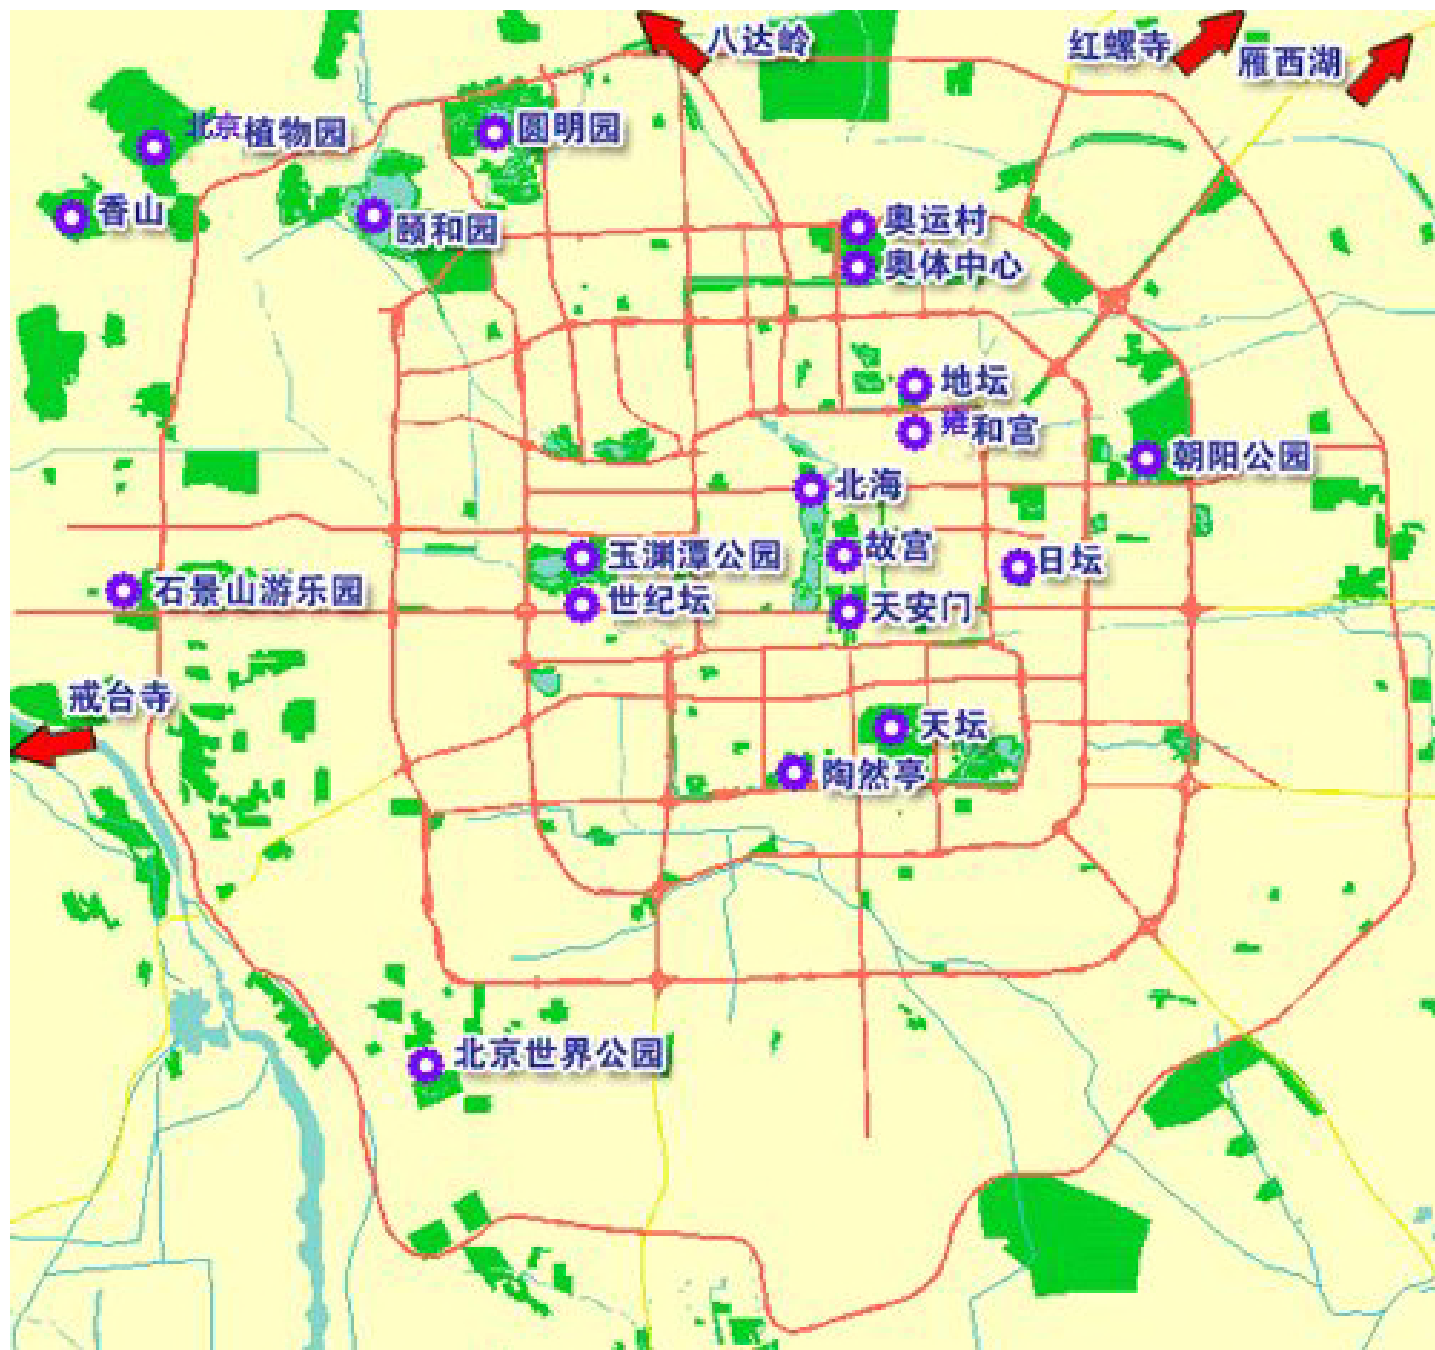 八达岭
红螺寺
雁西湖
北京植物园
圆明园
香山
颐和园
奥运村
奥体中心
地坛
雍和宫
朝阳公园
北海
玉渊潭公园
故宫
日坛
石景山游乐园
世纪坛
天安门
戒台寺
天坛
陶然亭
北京世界公园